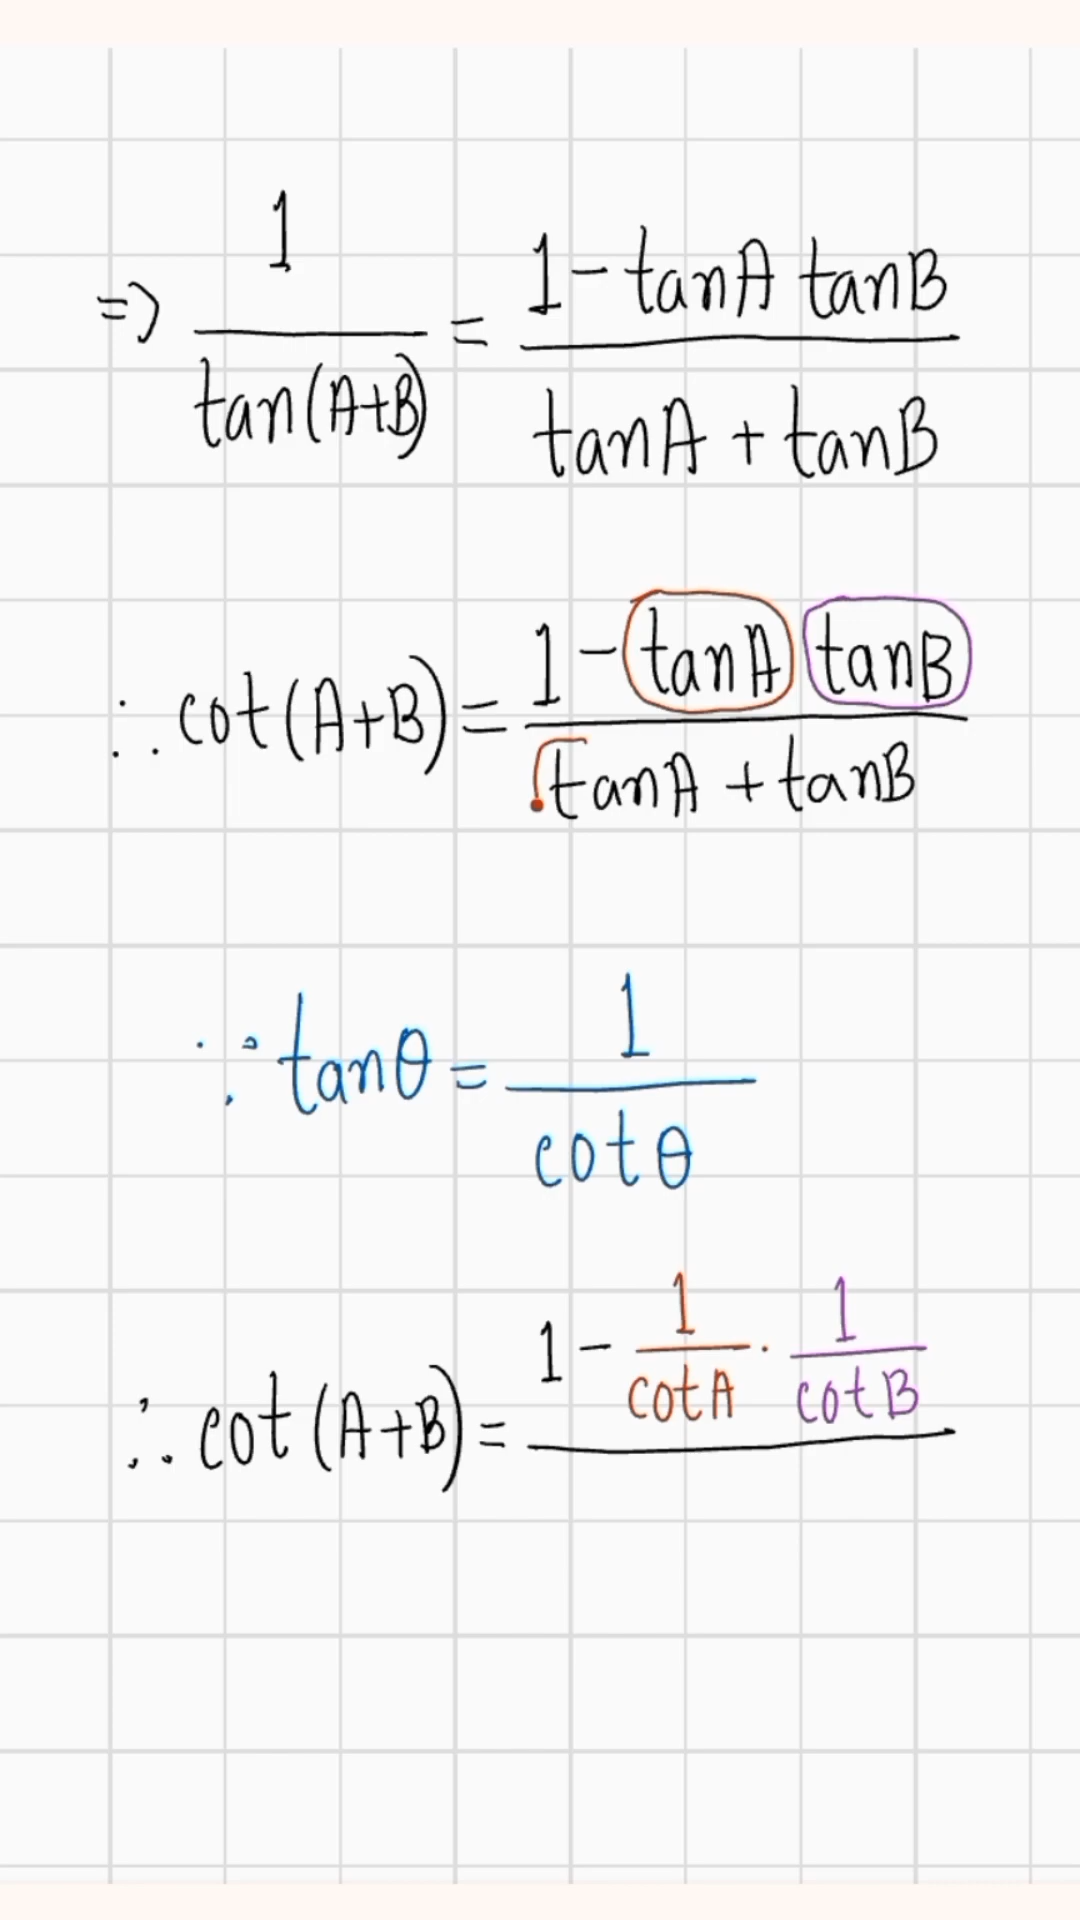 => 1/tan(A+B) = (1 - tanA tanB)/(tanA + tanB)
∴ cot(A+B) = (1 - tanA tanB)/(tanA + tanB)
∵ tanθ = 1/cotθ
∴ cot(A+B) = 1 - 1/cotA · 1/cotB